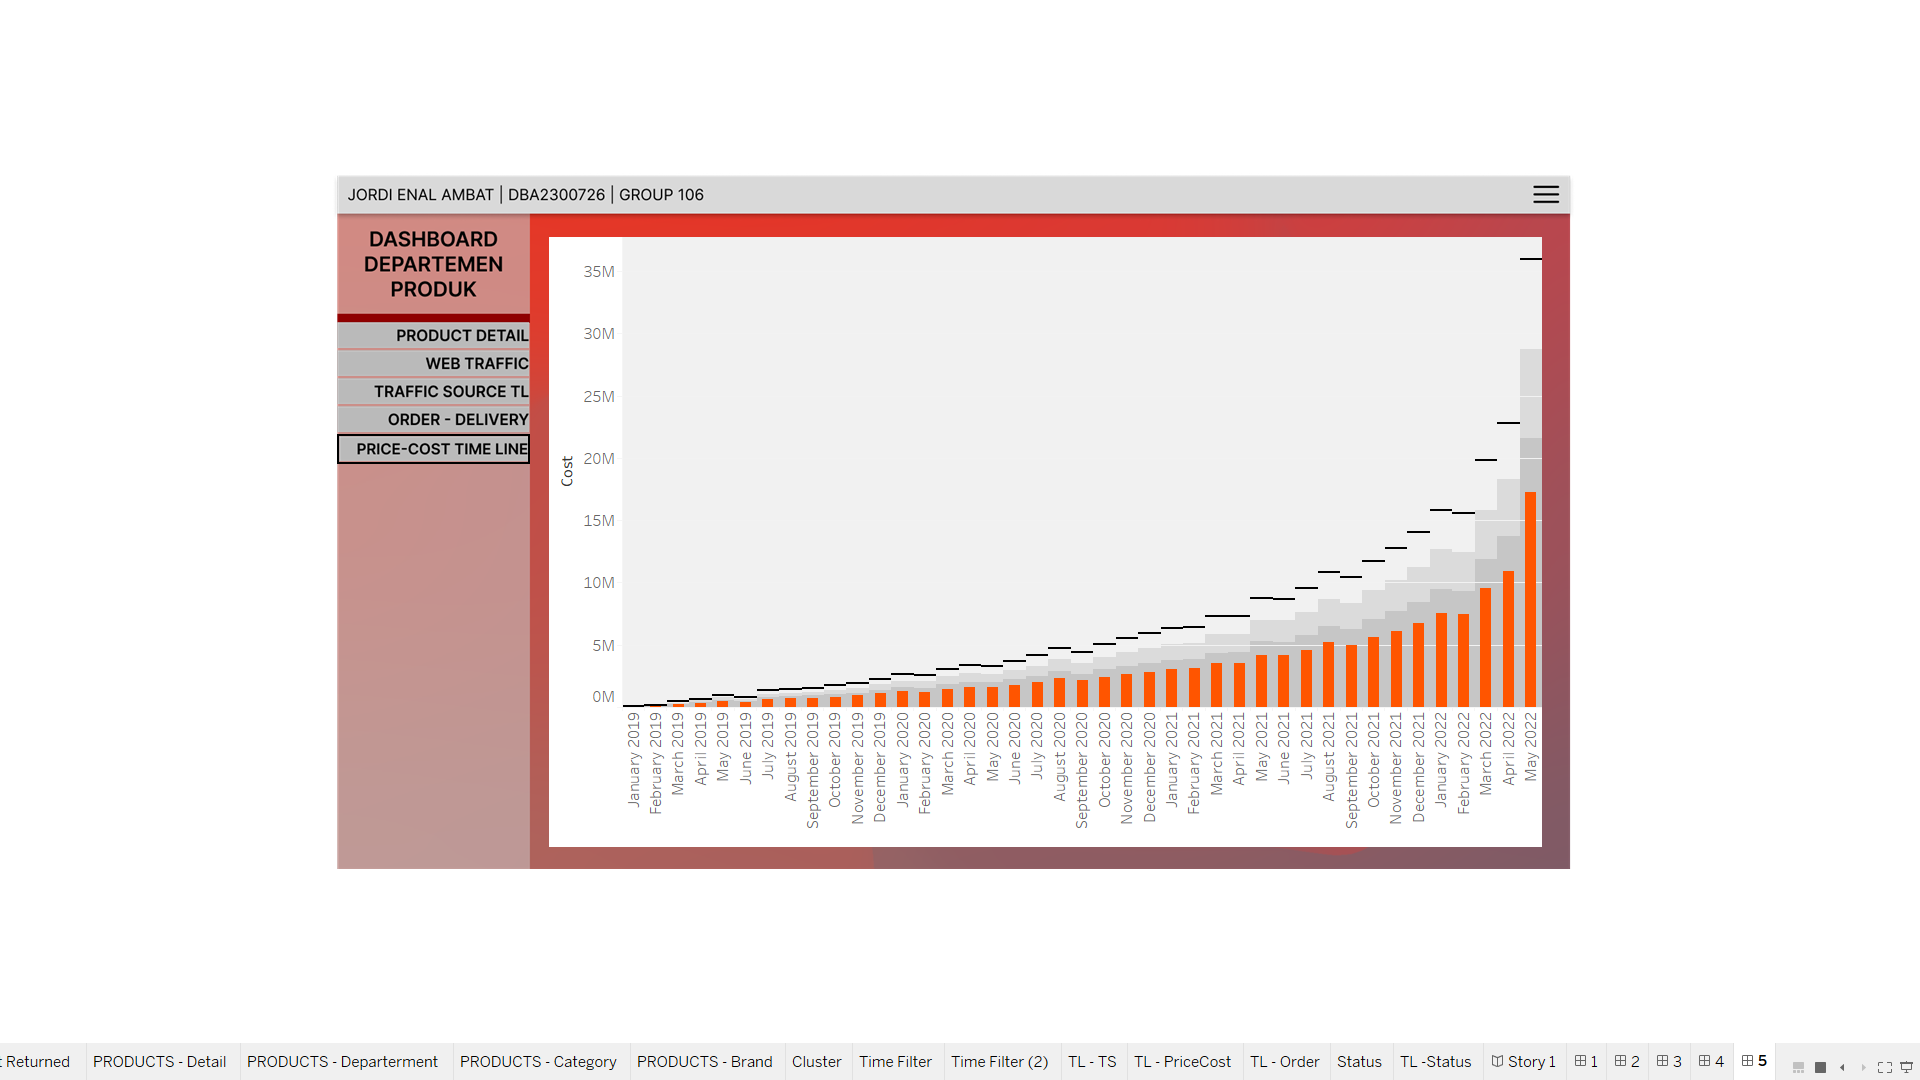 JORDI ENAL AMBAT | DBA2300726 | GROUP 106
DASHBOARD
DEPARTEMEN
PRODUK
PRODUCT DETAIL
WEB TRAFFIC
TRAFFIC SOURCE TL
ORDER - DELIVERY
PRICE-COST TIME LINE
Cost
35M
30M
25M
20M
15M
10M
5M
0M
January 2019
February 2019
March 2019
April 2019
May 2019
June 2019
July 2019
August 2019
September 2019
October 2019
November 2019
December 2019
January 2020
February 2020
March 2020
April 2020
May 2020
June 2020
July 2020
August 2020
September 2020
October 2020
November 2020
December 2020
January 2021
February 2021
March 2021
April 2021
May 2021
June 2021
July 2021
August 2021
September 2021
October 2021
November 2021
December 2021
January 2022
February 2022
March 2022
April 2022
May 2022
t Returned PRODUCTS - Detail PRODUCTS - Departerment PRODUCTS - Category PRODUCTS - Brand Cluster Time Filter Time Filter (2) TL - TS TL - PriceCost TL - Order Status TL -Status Story 1 1 2 3 4 5